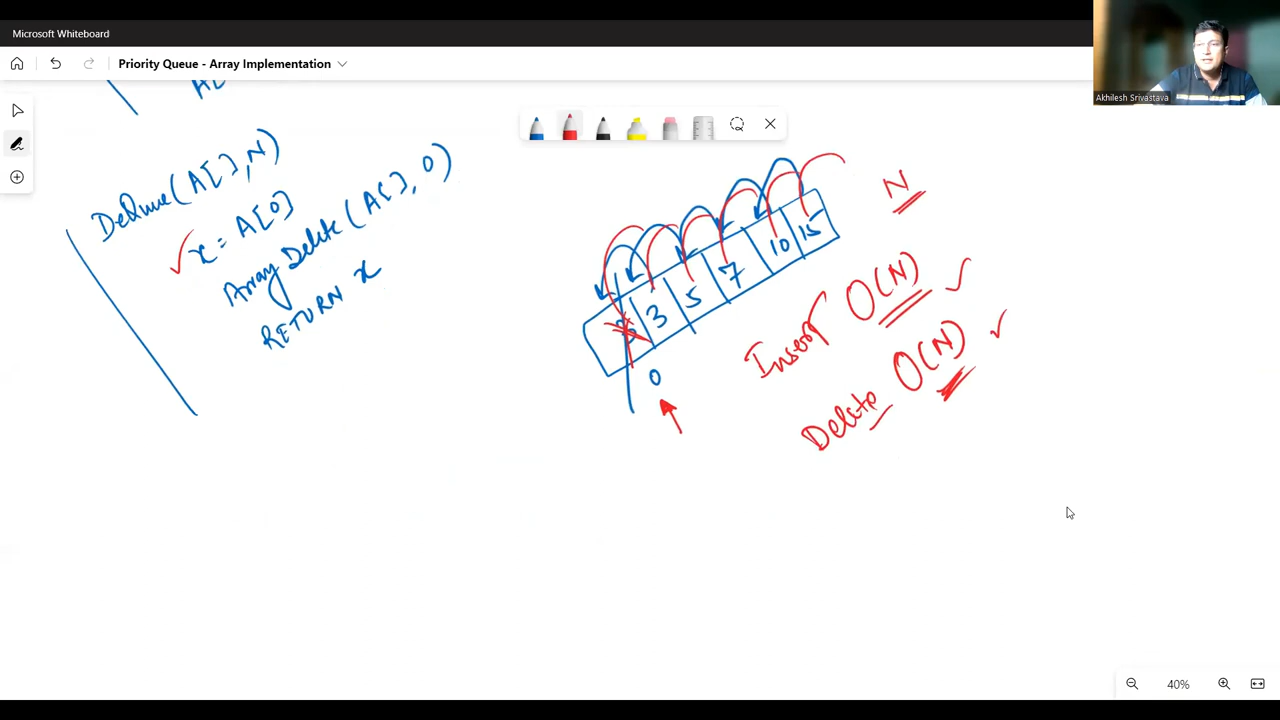 Microsoft Whiteboard
Akhilesh Srivastava
Priority Queue - Array Implementation
DeQueue(A[], N)
x = A[0]
Array Delete(A[], 0)
RETURN x
3 5 7 10 15
0
N
Insert O(N)
Delete O(N)
40%